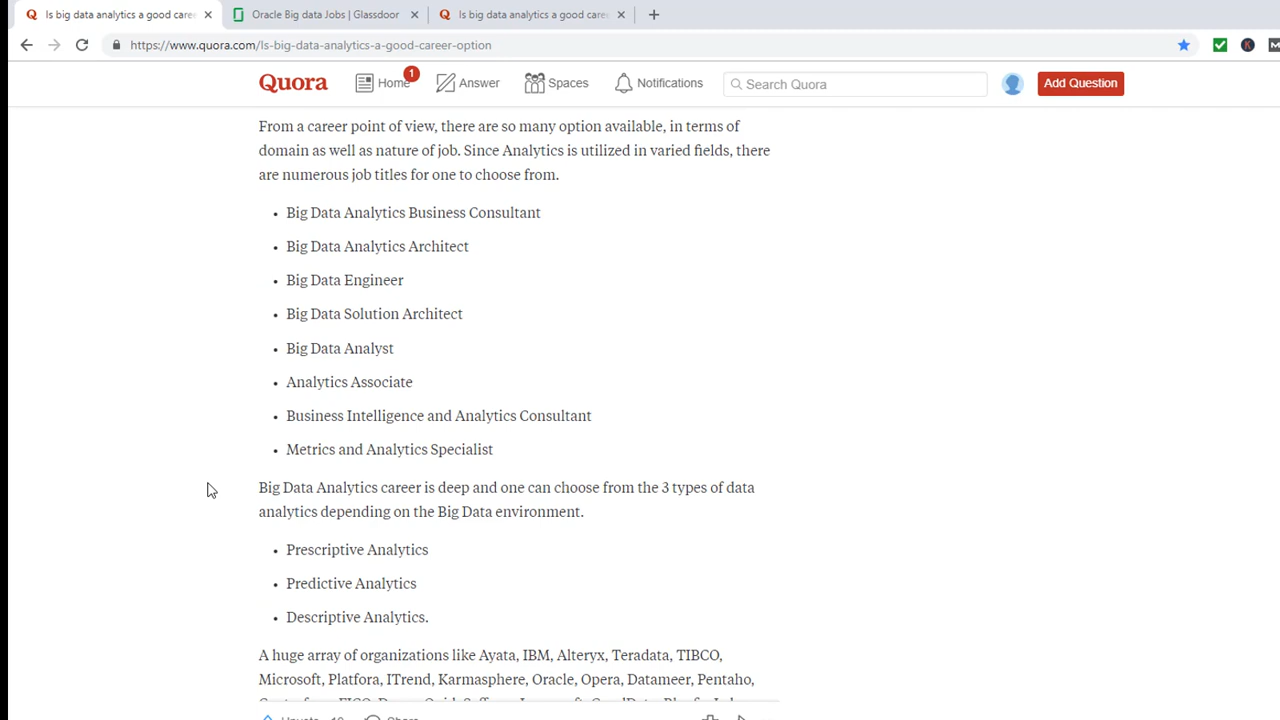 Is big data analytics a good caree
Oracle Big data Jobs | Glassdoor
Is big data analytics a good caree
https://www.quora.com/Is-big-data-analytics-a-good-career-option
Quora
Home
1
Answer
Spaces
Notifications
Search Quora
Add Question
From a career point of view, there are so many option available, in terms of
domain as well as nature of job. Since Analytics is utilized in varied fields, there
are numerous job titles for one to choose from.
• Big Data Analytics Business Consultant
• Big Data Analytics Architect
• Big Data Engineer
• Big Data Solution Architect
• Big Data Analyst
• Analytics Associate
• Business Intelligence and Analytics Consultant
• Metrics and Analytics Specialist
Big Data Analytics career is deep and one can choose from the 3 types of data
analytics depending on the Big Data environment.
• Prescriptive Analytics
• Predictive Analytics
• Descriptive Analytics.
A huge array of organizations like Ayata, IBM, Alteryx, Teradata, TIBCO,
Microsoft, Platfora, ITrend, Karmasphere, Oracle, Opera, Datameer, Pentaho,